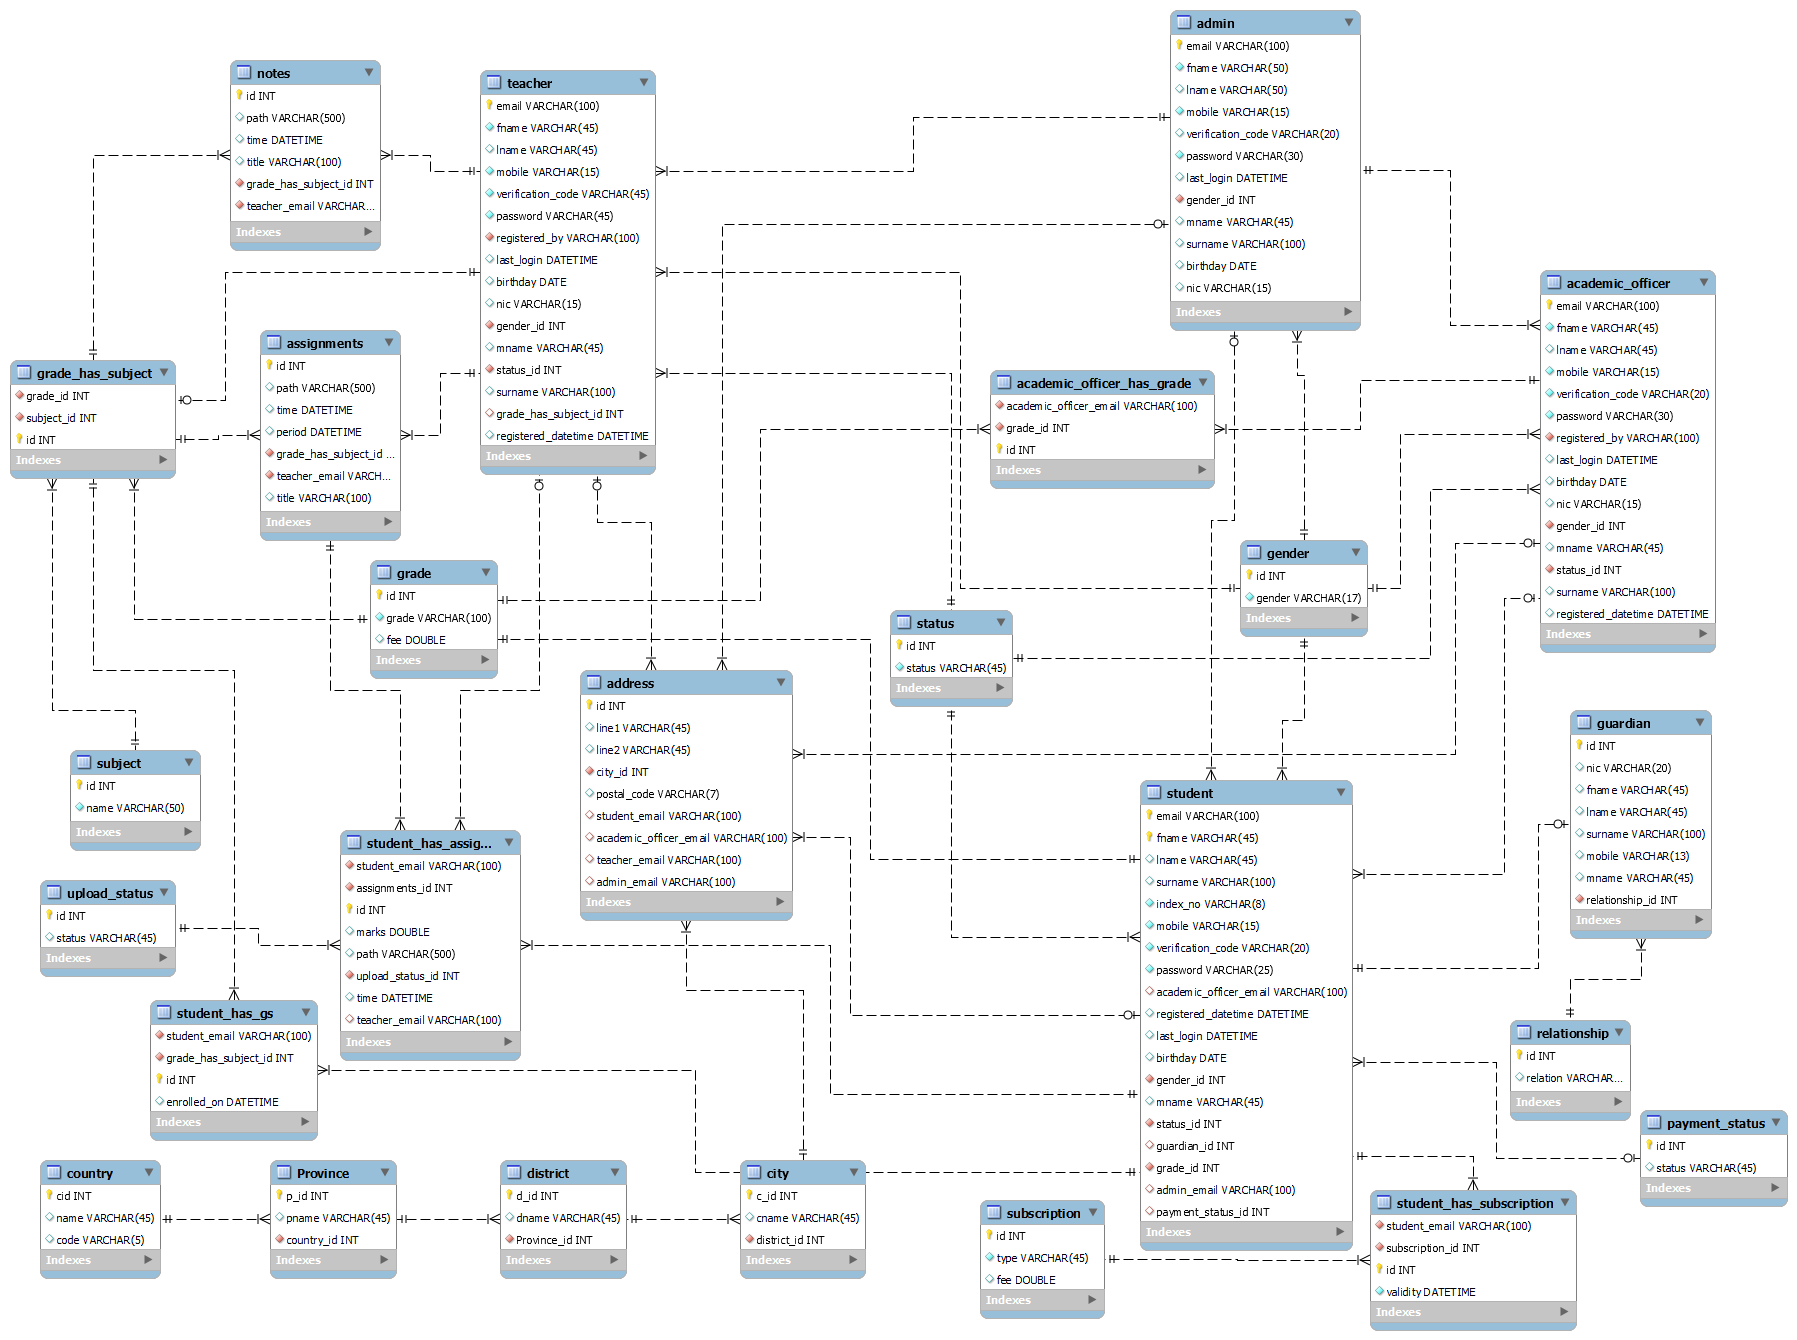 admin
email VARCHAR(100)
fname VARCHAR(50)
lname VARCHAR(50)
mobile VARCHAR(15)
verification_code VARCHAR(20)
password VARCHAR(30)
last_login DATETIME
gender_id INT
mname VARCHAR(45)
surname VARCHAR(100)
birthday DATE
nic VARCHAR(15)
Indexes
notes
id INT
path VARCHAR(500)
time DATETIME
title VARCHAR(100)
grade_has_subject_id INT
teacher_email VARCHAR...
Indexes
teacher
email VARCHAR(100)
fname VARCHAR(45)
lname VARCHAR(45)
mobile VARCHAR(15)
verification_code VARCHAR(45)
password VARCHAR(45)
registered_by VARCHAR(100)
last_login DATETIME
birthday DATE
nic VARCHAR(15)
gender_id INT
mname VARCHAR(45)
status_id INT
surname VARCHAR(100)
grade_has_subject_id INT
registered_datetime DATETIME
Indexes
academic_officer
email VARCHAR(100)
fname VARCHAR(45)
lname VARCHAR(45)
mobile VARCHAR(15)
verification_code VARCHAR(20)
password VARCHAR(30)
registered_by VARCHAR(100)
last_login DATETIME
birthday DATE
nic VARCHAR(15)
gender_id INT
mname VARCHAR(45)
status_id INT
surname VARCHAR(100)
registered_datetime DATETIME
Indexes
assignments
id INT
path VARCHAR(500)
time DATETIME
period DATETIME
grade_has_subject_id ...
teacher_email VARCH...
title VARCHAR(100)
Indexes
grade_has_subject
grade_id INT
subject_id INT
id INT
Indexes
academic_officer_has_grade
academic_officer_email VARCHAR(100)
grade_id INT
id INT
Indexes
gender
id INT
gender VARCHAR(17)
Indexes
grade
id INT
grade VARCHAR(100)
fee DOUBLE
Indexes
status
id INT
status VARCHAR(45)
Indexes
address
id INT
line1 VARCHAR(45)
line2 VARCHAR(45)
city_id INT
postal_code VARCHAR(7)
student_email VARCHAR(100)
academic_officer_email VARCHAR(100)
teacher_email VARCHAR(100)
admin_email VARCHAR(100)
Indexes
guardian
id INT
nic VARCHAR(20)
fname VARCHAR(45)
lname VARCHAR(45)
surname VARCHAR(100)
mobile VARCHAR(13)
mname VARCHAR(45)
relationship_id INT
Indexes
subject
id INT
name VARCHAR(50)
Indexes
student
email VARCHAR(100)
fname VARCHAR(45)
lname VARCHAR(45)
surname VARCHAR(100)
index_no VARCHAR(8)
mobile VARCHAR(15)
verification_code VARCHAR(20)
password VARCHAR(25)
academic_officer_email VARCHAR(100)
registered_datetime DATETIME
last_login DATETIME
birthday DATE
gender_id INT
mname VARCHAR(45)
status_id INT
guardian_id INT
grade_id INT
admin_email VARCHAR(100)
payment_status_id INT
Indexes
student_has_assig...
student_email VARCHAR(100)
assignments_id INT
id INT
marks DOUBLE
path VARCHAR(500)
upload_status_id INT
time DATETIME
teacher_email VARCHAR(100)
Indexes
upload_status
id INT
status VARCHAR(45)
Indexes
student_has_gs
student_email VARCHAR(100)
grade_has_subject_id INT
id INT
enrolled_on DATETIME
Indexes
relationship
id INT
relation VARCHAR...
Indexes
payment_status
id INT
status VARCHAR(45)
Indexes
country
cid INT
name VARCHAR(45)
code VARCHAR(5)
Indexes
Province
p_id INT
pname VARCHAR(45)
country_id INT
Indexes
district
d_id INT
dname VARCHAR(45)
Province_id INT
Indexes
city
c_id INT
cname VARCHAR(45)
district_id INT
Indexes
subscription
id INT
type VARCHAR(45)
fee DOUBLE
Indexes
student_has_subscription
student_email VARCHAR(100)
subscription_id INT
id INT
validity DATETIME
Indexes